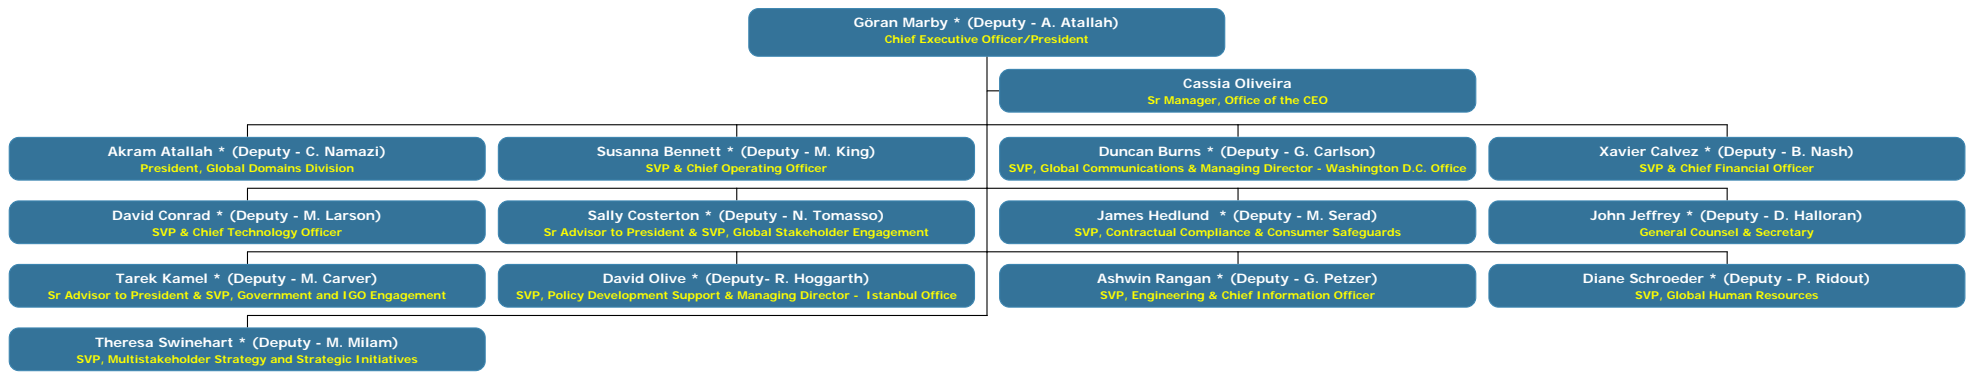 Göran Marby * (Deputy - A. Atallah)
Chief Executive Officer/President
Cassia Oliveira
Sr Manager, Office of the CEO
Akram Atallah * (Deputy - C. Namazi)
President, Global Domains Division
Susanna Bennett * (Deputy - M. King)
SVP & Chief Operating Officer
Duncan Burns * (Deputy - G. Carlson)
SVP, Global Communications & Managing Director - Washington D.C. Office
Xavier Calvez * (Deputy - B. Nash)
SVP & Chief Financial Officer
David Conrad * (Deputy - M. Larson)
SVP & Chief Technology Officer
Sally Costerton * (Deputy - N. Tomasso)
Sr Advisor to President & SVP, Global Stakeholder Engagement
James Hedlund  * (Deputy - M. Serad)
SVP, Contractual Compliance & Consumer Safeguards
John Jeffrey * (Deputy - D. Halloran)
General Counsel & Secretary
Tarek Kamel *  (Deputy - M. Carver)
Sr Advisor to President & SVP, Government and IGO Engagement
David Olive * (Deputy- R. Hoggarth)
SVP, Policy Development Support & Managing Director -  Istanbul Office
Ashwin Rangan * (Deputy - G. Petzer)
SVP, Engineering & Chief Information Officer
Diane Schroeder * (Deputy - P. Ridout)
SVP, Global Human Resources
Theresa Swinehart * (Deputy - M. Milam)
SVP, Multistakeholder Strategy and Strategic Initiatives